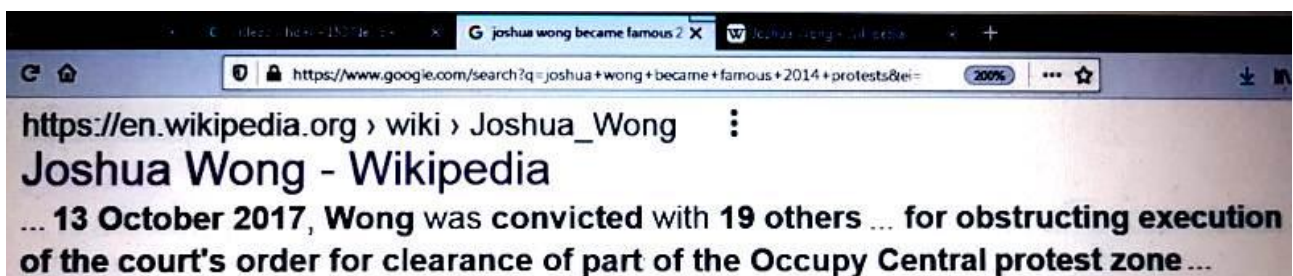 joshua wong became famous 2
https://www.google.com/search?q=joshua+wong+became+famous+2014+protests&ei=
200%
https://en.wikipedia.org › wiki › Joshua_Wong
Joshua Wong - Wikipedia
... 13 October 2017, Wong was convicted with 19 others ... for obstructing execution
of the court's order for clearance of part of the Occupy Central protest zone ...